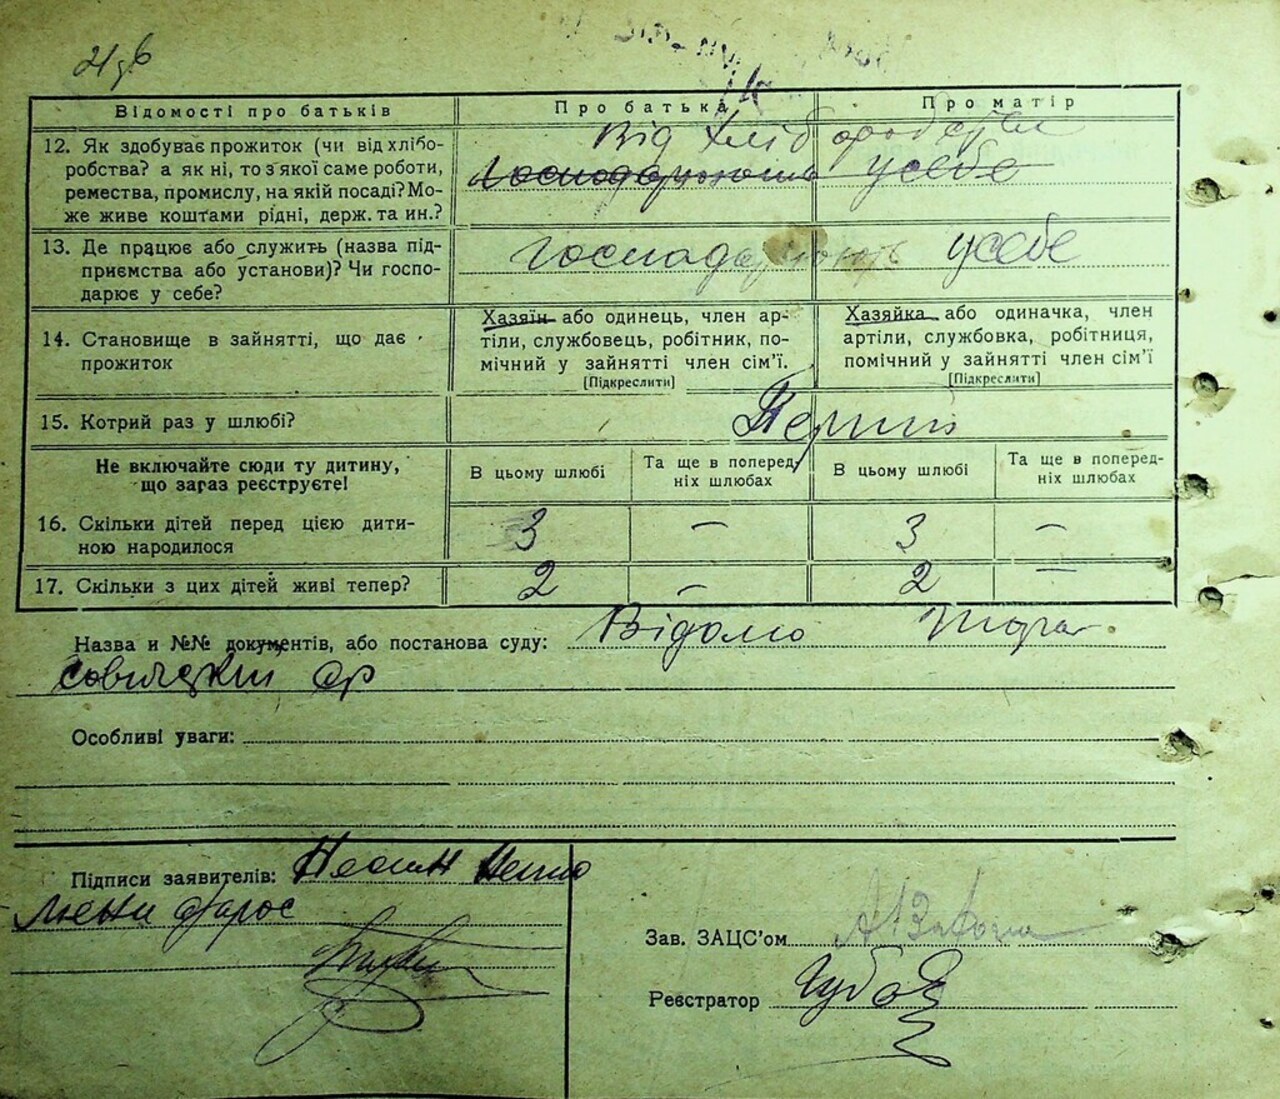 Відомості про батьків
Про батька
Про матір
12. Як здобуває прожиток (чи від хлібо-
робства? а як ні, то з якої саме роботи,
ремества, промислу, на якій посаді? Мо-
же живе коштами рідні, держ. та ин.?
Від хліборобства
Господарюють усебе
13. Де працює або служить (назва під-
приємства або установи)? Чи госпо-
дарює у себе?
Господарюють усебе
14. Становище в зайнятті, що дає
прожиток
Хазяїн або одинець, член ар-
тіли, службовець, робітник, по-
мічний у зайнятті член сім'ї.
[Підкреслити]
Хазяйка або одиначка, член
артіли, службовка, робітниця,
помічний у зайнятті член сім'ї
[Підкреслити]
15. Котрий раз у шлюбі?
Перший
Не включайте сюди ту дитину,
що зараз реєструєте!
В цьому шлюбі
Та ще в поперед-
ніх шлюбах
В цьому шлюбі
Та ще в поперед-
ніх шлюбах
16. Скільки дітей перед цією дити-
ною народилося
3 — 3 —
17. Скільки з цих дітей живі тепер?
2 — 2 —
Назва и №№ документів, або постанова суду: Відомо
Особливі уваги:
Підписи заявителів:
Зав. ЗАЦС'ом
Реєстратор